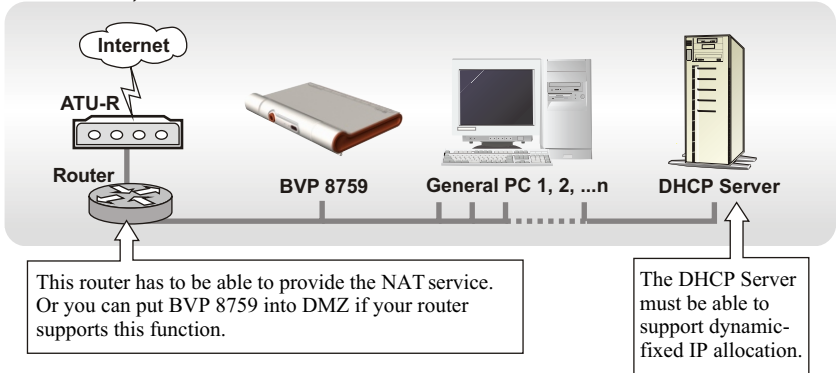 Internet
ATU-R
Router
BVP 8759
General PC 1, 2, ...n
DHCP Server
This router has to be able to provide the NAT service.
Or you can put BVP 8759 into DMZ if your router
supports this function.
The DHCP Server
must be able to
support dynamic-
fixed IP allocation.